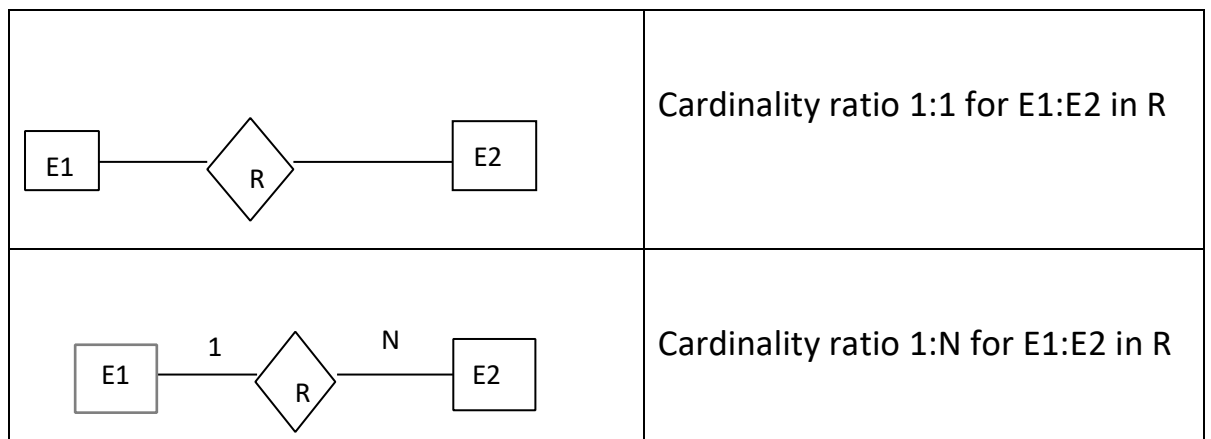 E1
R
E2
Cardinality ratio 1:1 for E1:E2 in R
E1
1
R
N
E2
Cardinality ratio 1:N for E1:E2 in R